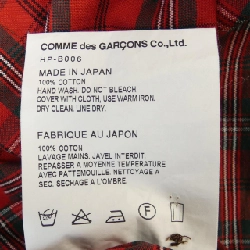 COMME des GARÇONS Co.,Ltd.
HP-B006
MADE IN JAPAN
100% COTTON
HAND WASH. DO NOT BLEACH.
COVER WITH CLOTH, USE WARM IRON.
DRY CLEAN. LINE DRY.
FABRIQUE AU JAPON
100% COTON
LAVAGE MAINS, JAVEL INTERDIT
REPASSER A MOYENNE TEMPERATURE
AVEC PATTEMOUILLE, NETTOYAGE A
SEC, SECHAGE A L'OMBRE.
F